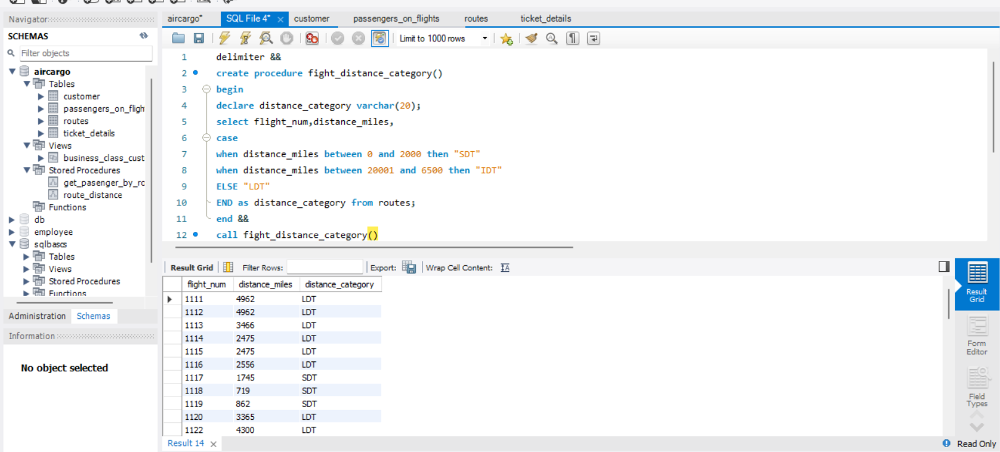 Navigator
SCHEMAS
Filter objects
aircargo
Tables
customer
passengers_on_fligh
routes
ticket_details
Views
business_class_cust
Stored Procedures
get_pasenger_by_ro
route_distance
Functions
db
employee
sqlbascs
Tables
Views
Stored Procedures
Functions
Administration Schemas
Information
No object selected
aircargo* SQL File 4* customer passengers_on_flights routes ticket_details
Limit to 1000 rows
1 delimiter &&
2 create procedure fight_distance_category()
3 begin
4 declare distance_category varchar(20);
5 select flight_num,distance_miles,
6 case
7 when distance_miles between 0 and 2000 then "SDT"
8 when distance_miles between 20001 and 6500 then "IDT"
9 ELSE "LDT"
10 END as distance_category from routes;
11 end &&
12 call fight_distance_category()
Result Grid Filter Rows: Export: Wrap Cell Content: IA
flight_num distance_miles distance_category
1111 4962 LDT
1112 4962 LDT
1113 3466 LDT
1114 2475 LDT
1115 2475 LDT
1116 2556 LDT
1117 1745 SDT
1118 719 SDT
1119 862 SDT
1120 3365 LDT
1122 4300 LDT
Result 14
Result
Grid
Form
Editor
Field
Types
Read Only